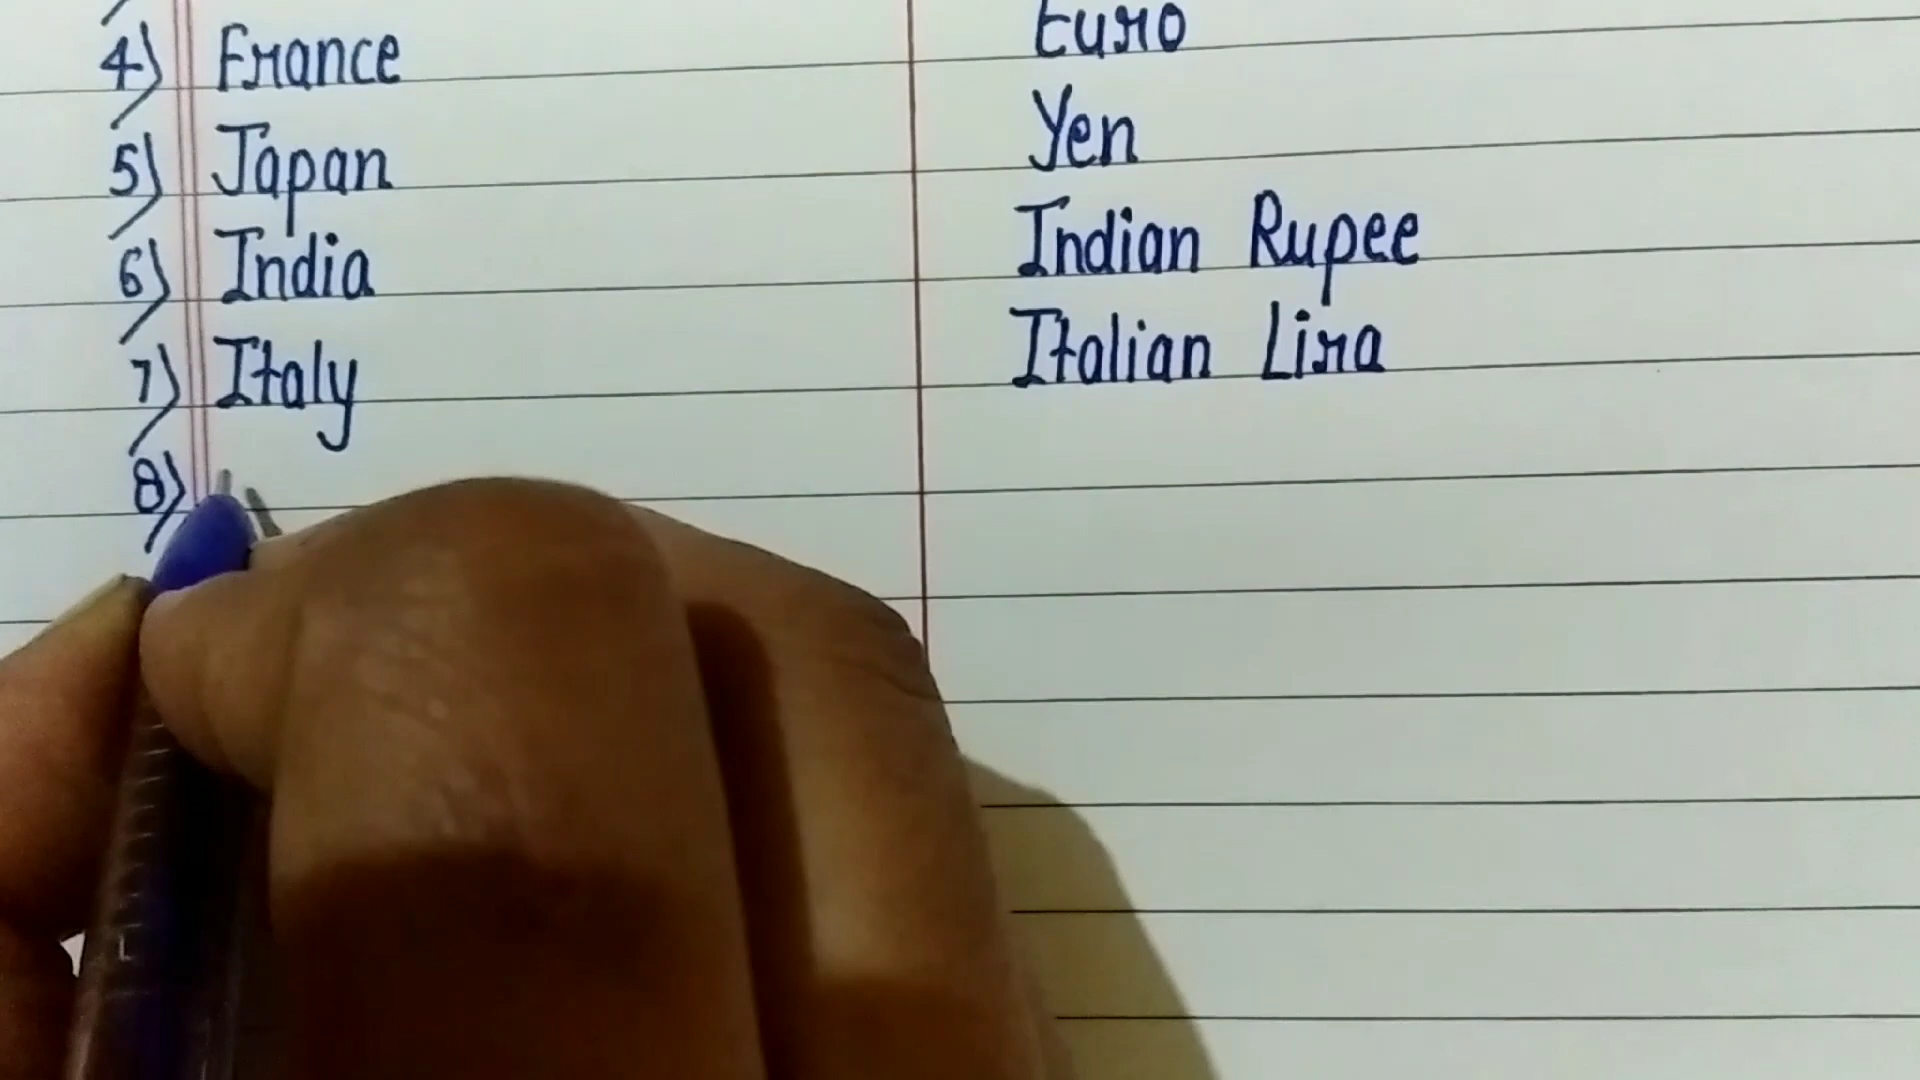 4) France Euro
5) Japan Yen
6) India Indian Rupee
7) Italy Italian Lira
8)